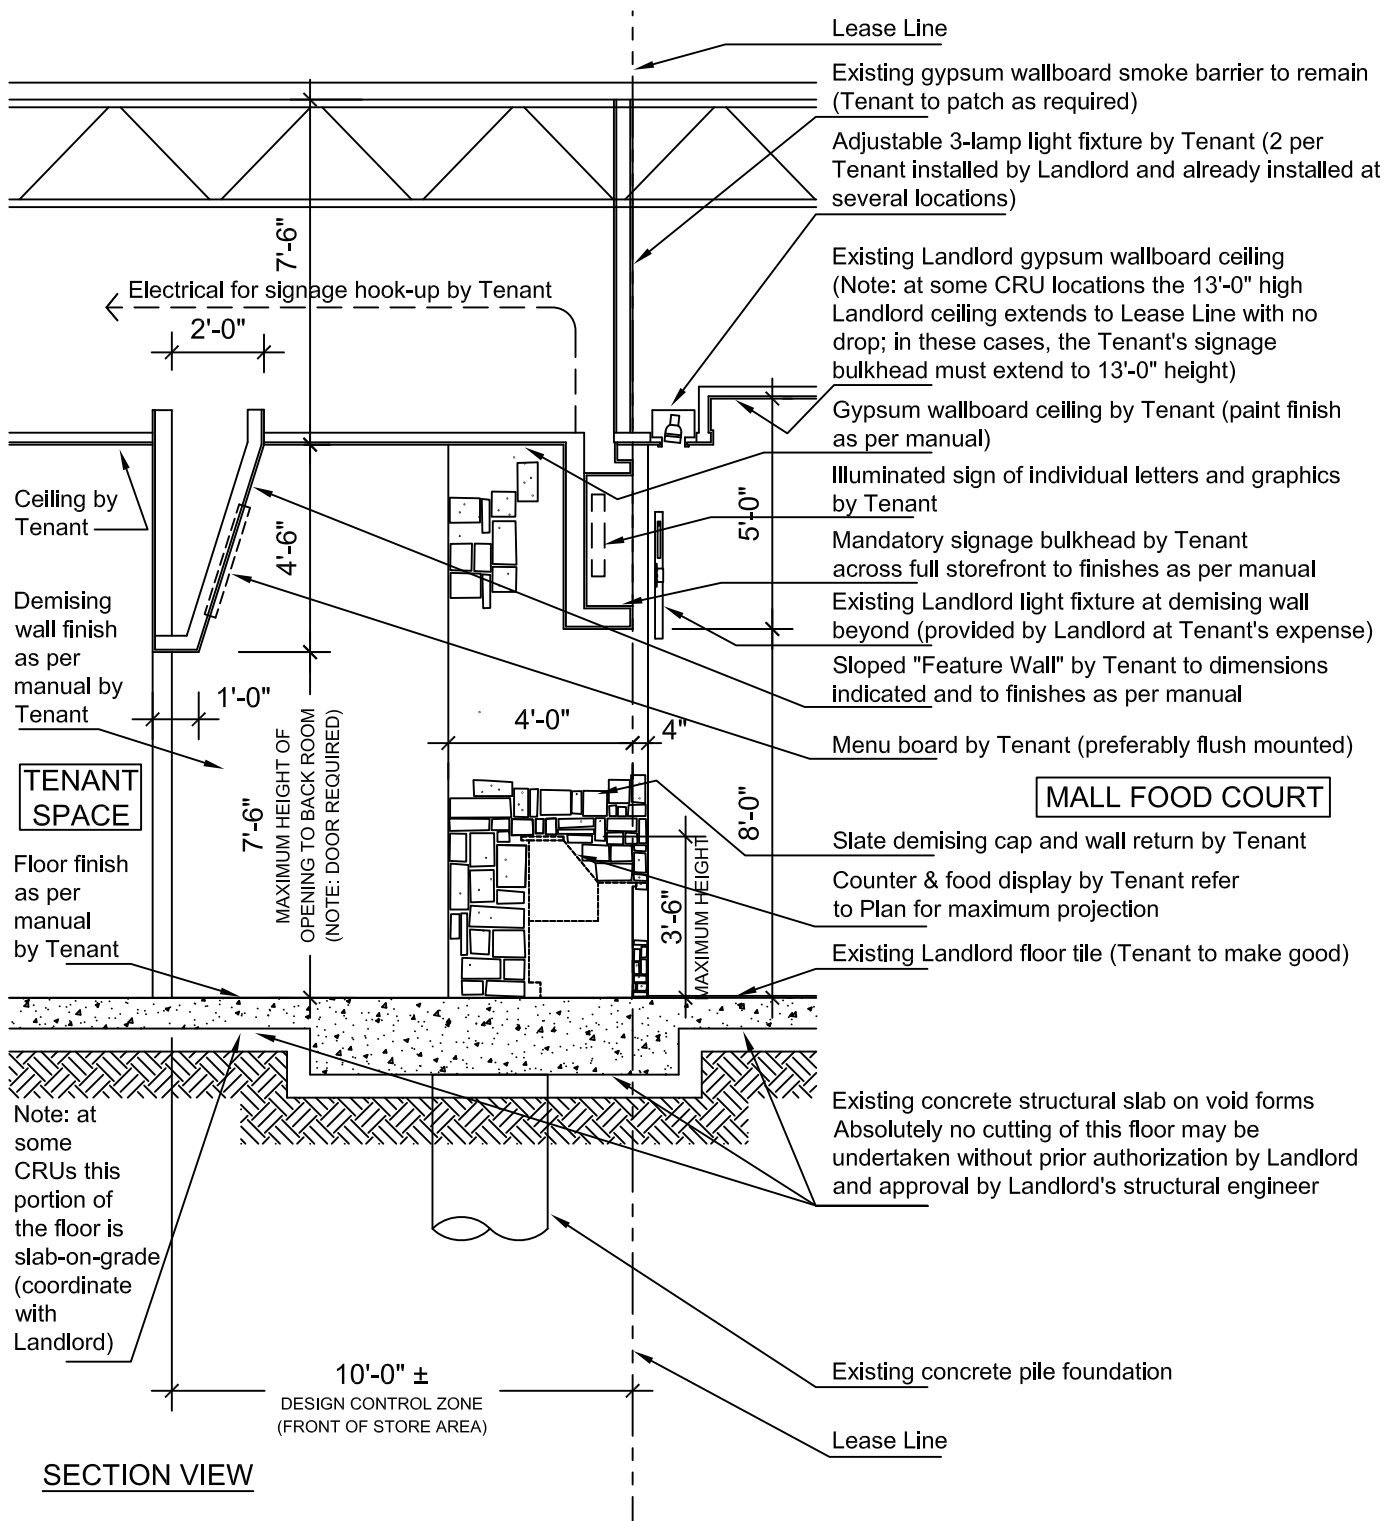 Lease Line
Existing gypsum wallboard smoke barrier to remain
(Tenant to patch as required)
Adjustable 3-lamp light fixture by Tenant (2 per
Tenant installed by Landlord and already installed at
several locations)
Existing Landlord gypsum wallboard ceiling
(Note: at some CRU locations the 13'-0" high
Landlord ceiling extends to Lease Line with no
drop; in these cases, the Tenant's signage
bulkhead must extend to 13'-0" height)
Gypsum wallboard ceiling by Tenant (paint finish
as per manual)
Illuminated sign of individual letters and graphics
by Tenant
Mandatory signage bulkhead by Tenant
across full storefront to finishes as per manual
Existing Landlord light fixture at demising wall
beyond (provided by Landlord at Tenant's expense)
Sloped "Feature Wall" by Tenant to dimensions
indicated and to finishes as per manual
Menu board by Tenant (preferably flush mounted)
MALL FOOD COURT
Slate demising cap and wall return by Tenant
Counter & food display by Tenant refer
to Plan for maximum projection
Existing Landlord floor tile (Tenant to make good)
Existing concrete structural slab on void forms
Absolutely no cutting of this floor may be
undertaken without prior authorization by Landlord
and approval by Landlord's structural engineer
Existing concrete pile foundation
Lease Line
7'-6"
Electrical for signage hook-up by Tenant
2'-0"
Ceiling by
Tenant
4'-6"
5'-0"
Demising
wall finish
as per
manual by
Tenant
1'-0"
4'-0"
4"
TENANT
SPACE
7'-6"
MAXIMUM HEIGHT OF
OPENING TO BACK ROOM
(NOTE: DOOR REQUIRED)
8'-0"
3'-6"
MAXIMUM HEIGHT
Floor finish
as per
manual
by Tenant
Note: at
some
CRUs this
portion of
the floor is
slab-on-grade
(coordinate
with
Landlord)
10'-0" ±
DESIGN CONTROL ZONE
(FRONT OF STORE AREA)
SECTION VIEW